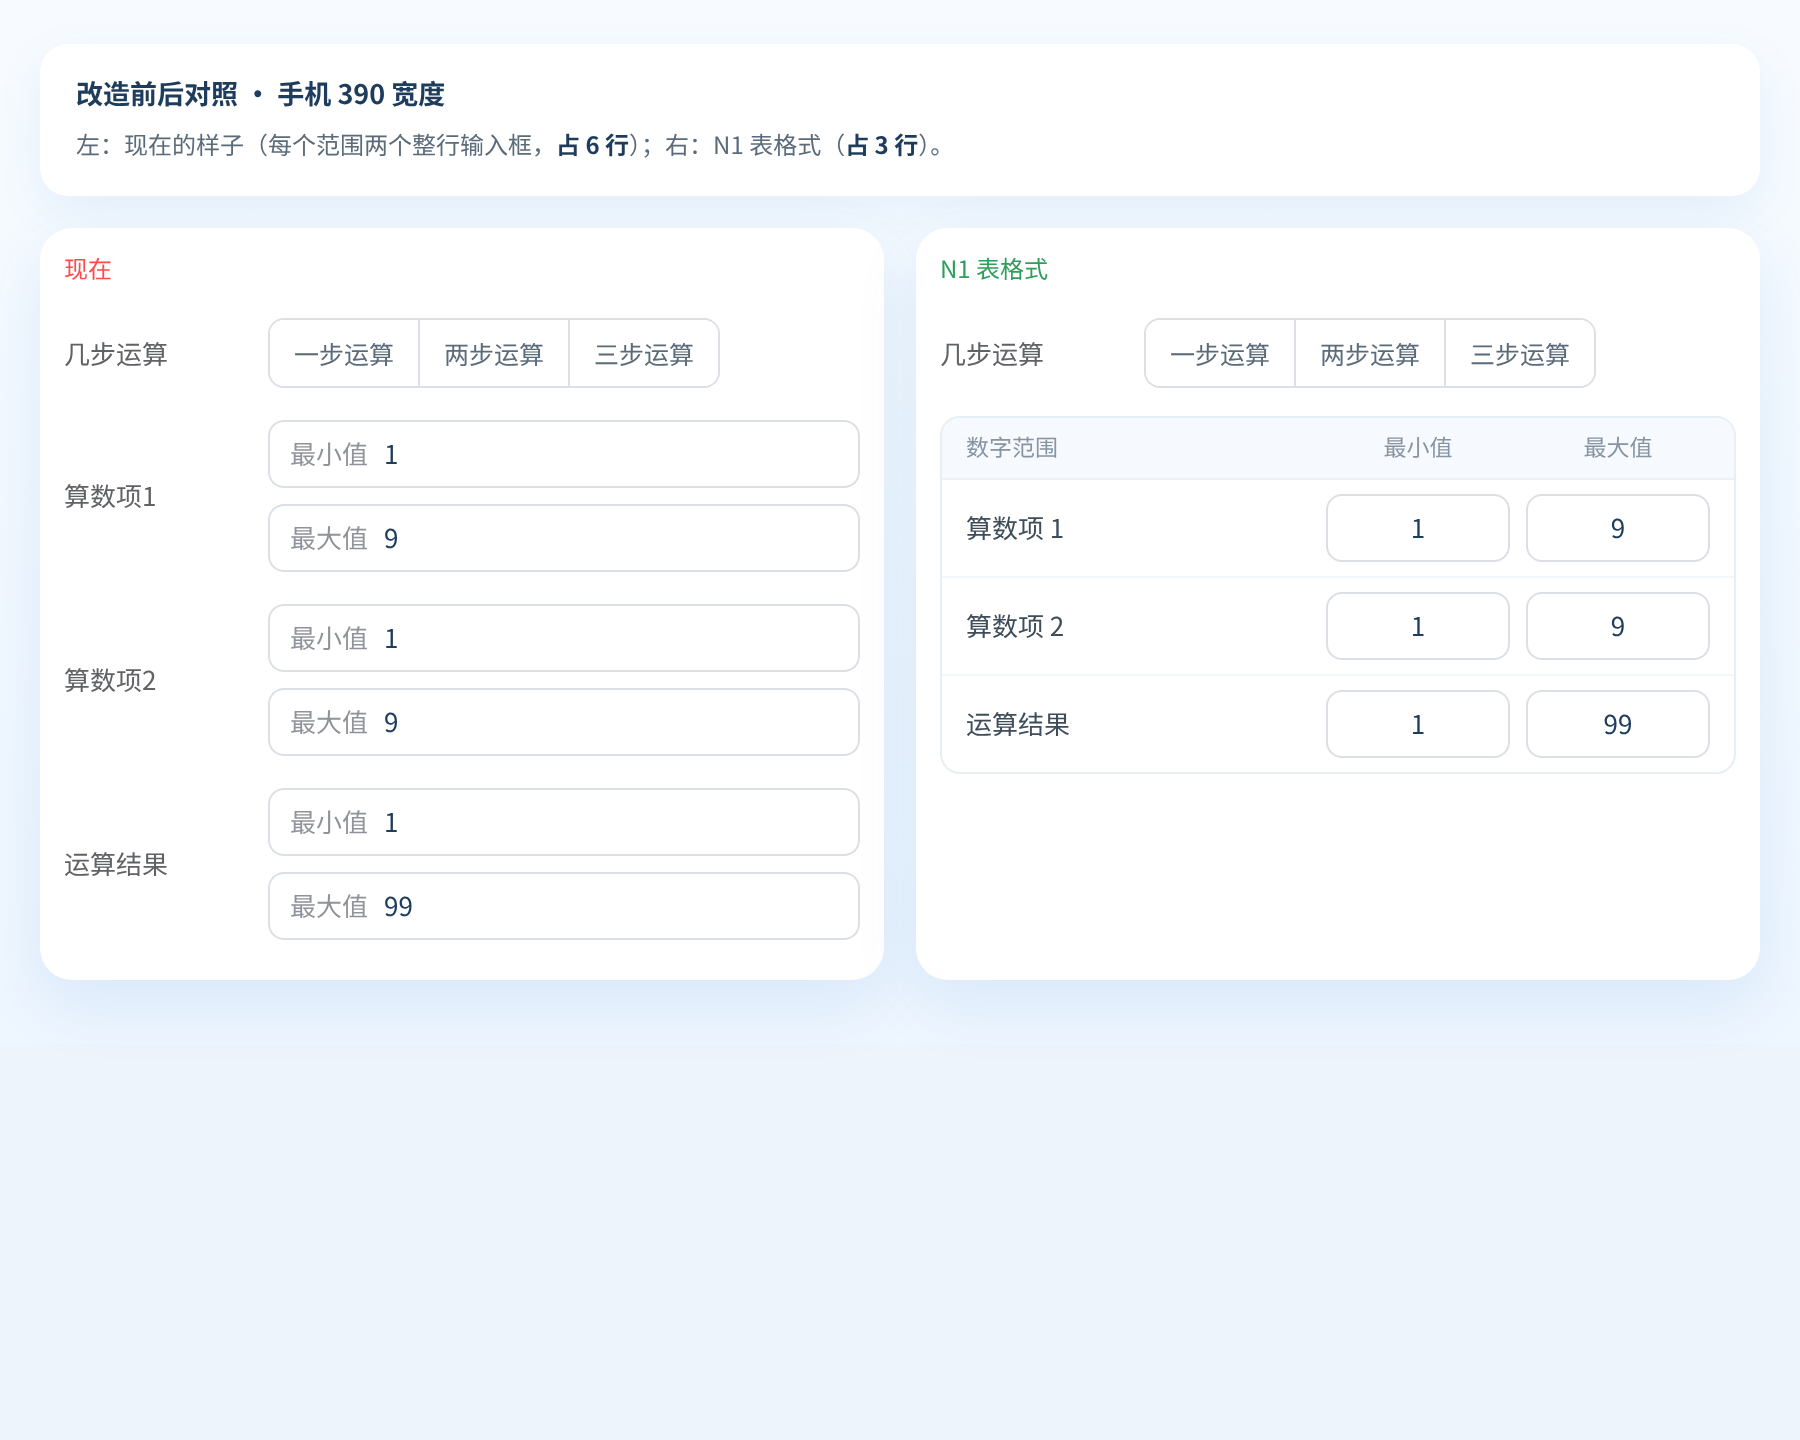 改造前后对照 · 手机 390 宽度
左：现在的样子（每个范围两个整行输入框，占 6 行）；右：N1 表格式（占 3 行）。
现在
几步运算 一步运算 两步运算 三步运算
算数项1
最小值 1
最大值 9
算数项2
最小值 1
最大值 9
运算结果
最小值 1
最大值 99
N1 表格式
几步运算 一步运算 两步运算 三步运算
数字范围 最小值 最大值
算数项 1 1 9
算数项 2 1 9
运算结果 1 99